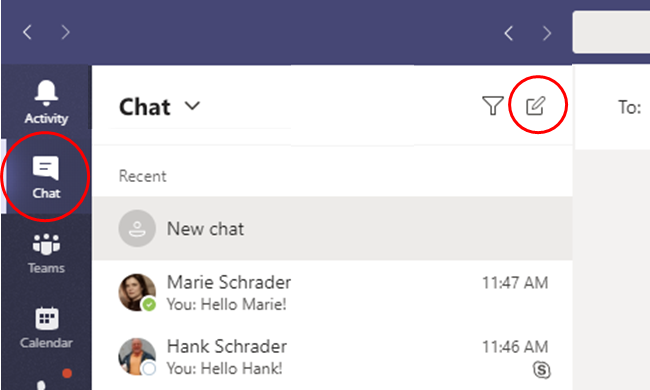 Activity
Chat
Teams
Calendar
Chat
To:
Recent
New chat
Marie Schrader 11:47 AM
You: Hello Marie!
Hank Schrader 11:46 AM
You: Hello Hank!